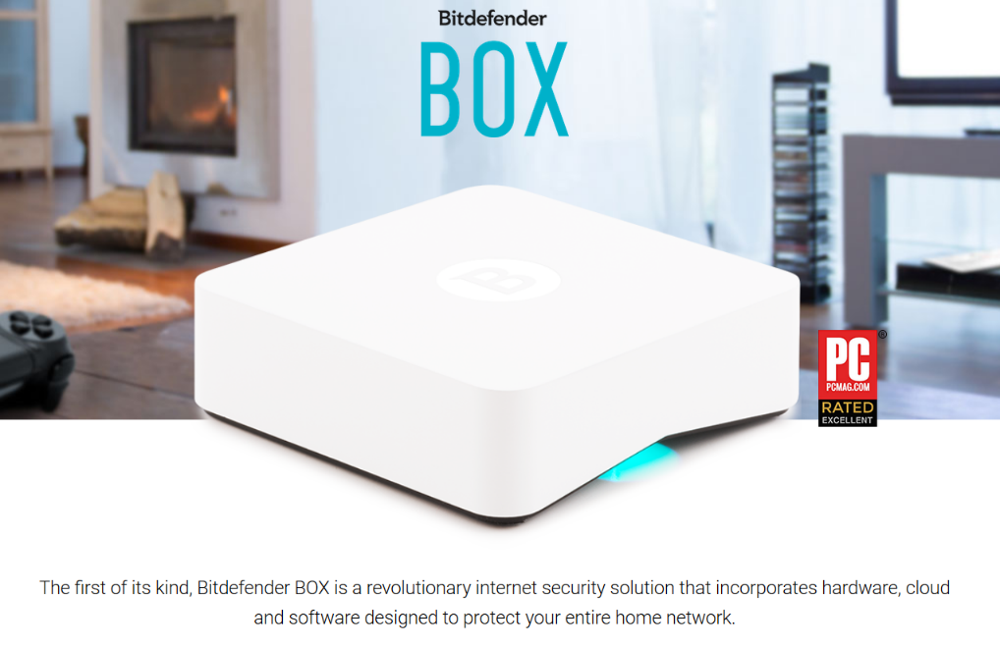 Bitdefender
BOX
B
®
PC
PCMAG.COM
RATED
EXCELLENT
The first of its kind, Bitdefender BOX is a revolutionary internet security solution that incorporates hardware, cloud
and software designed to protect your entire home network.